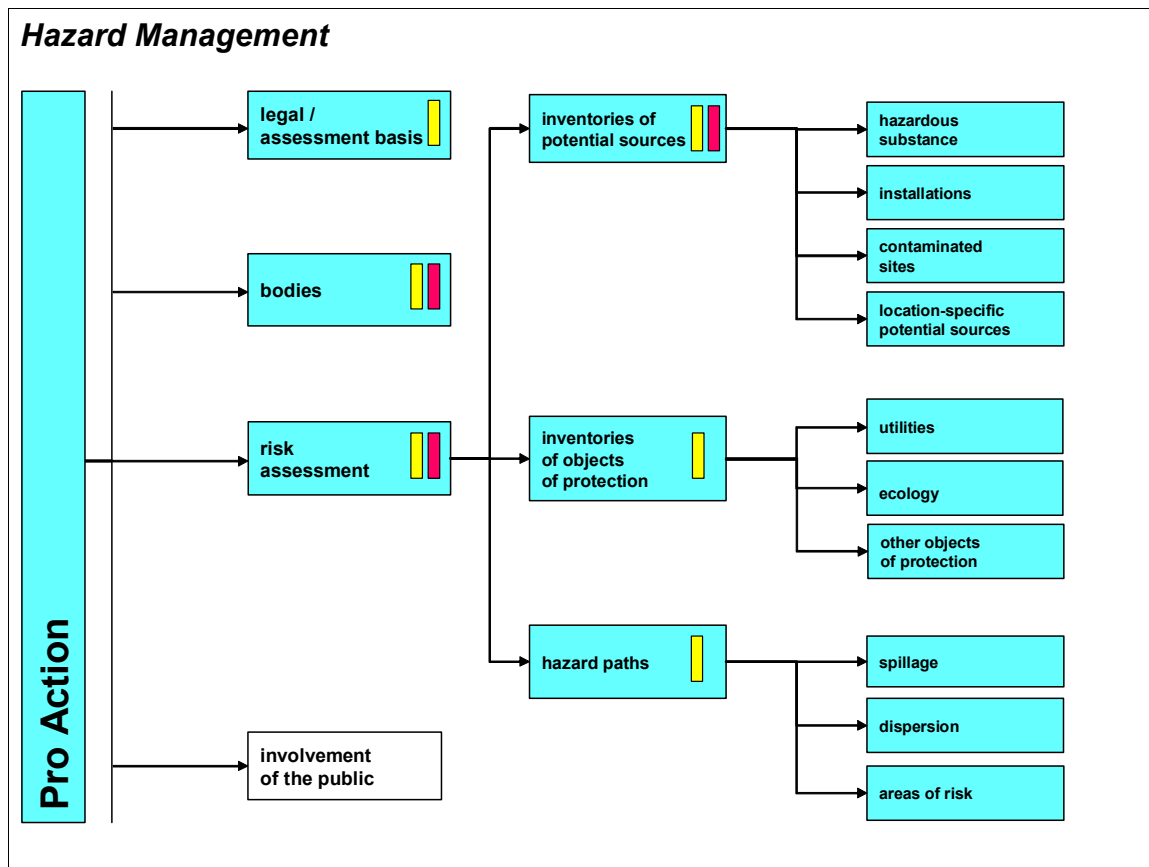 Hazard Management
Pro Action
legal /
assessment basis
bodies
risk
assessment
involvement
of the public
inventories of
potential sources
inventories
of objects
of protection
hazard paths
hazardous
substance
installations
contaminated
sites
location-specific
potential sources
utilities
ecology
other objects
of protection
spillage
dispersion
areas of risk